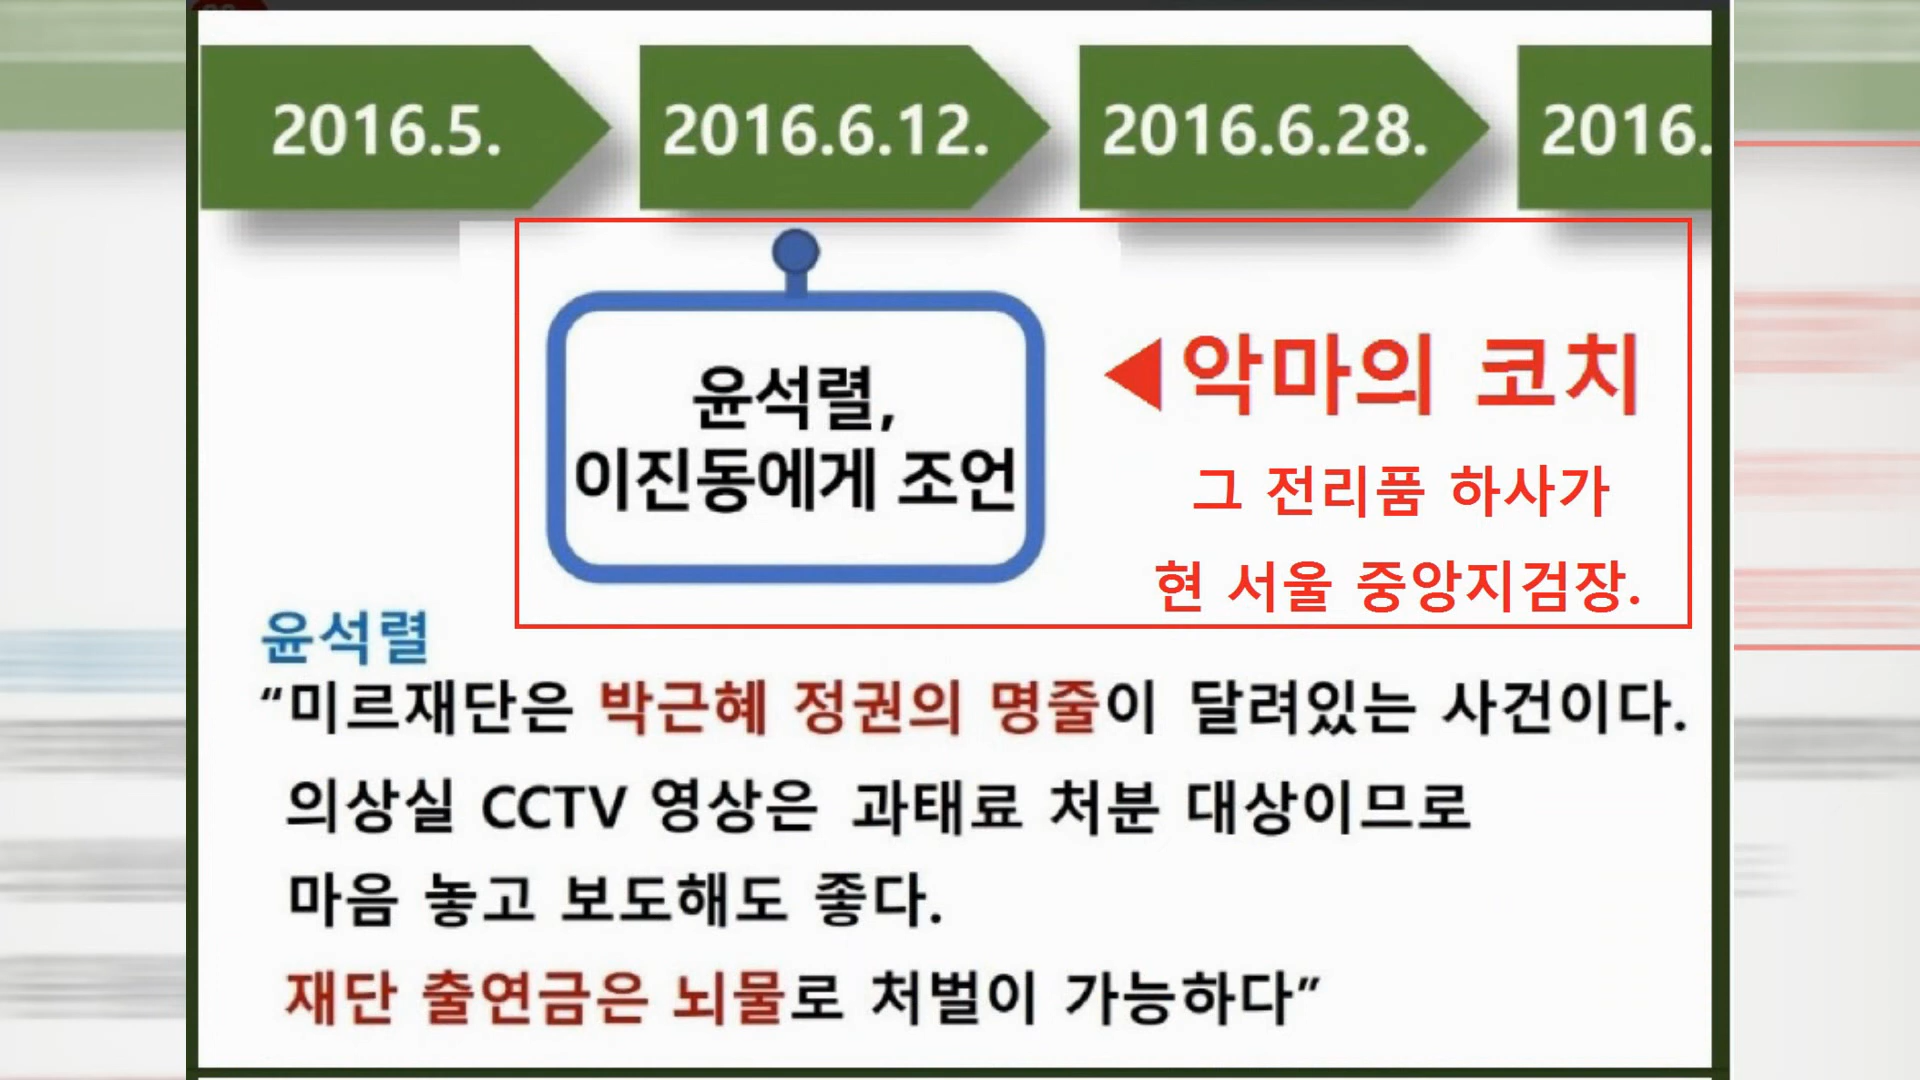 2016.5.
2016.6.12.
2016.6.28.
2016.
윤석렬,
이진동에게 조언
◀악마의 코치
그 전리품 하사가
현 서울 중앙지검장.
윤석렬
“미르재단은 박근혜 정권의 명줄이 달려있는 사건이다.
의상실 CCTV 영상은 과태료 처분 대상이므로
마음 놓고 보도해도 좋다.
재단 출연금은 뇌물로 처벌이 가능하다”